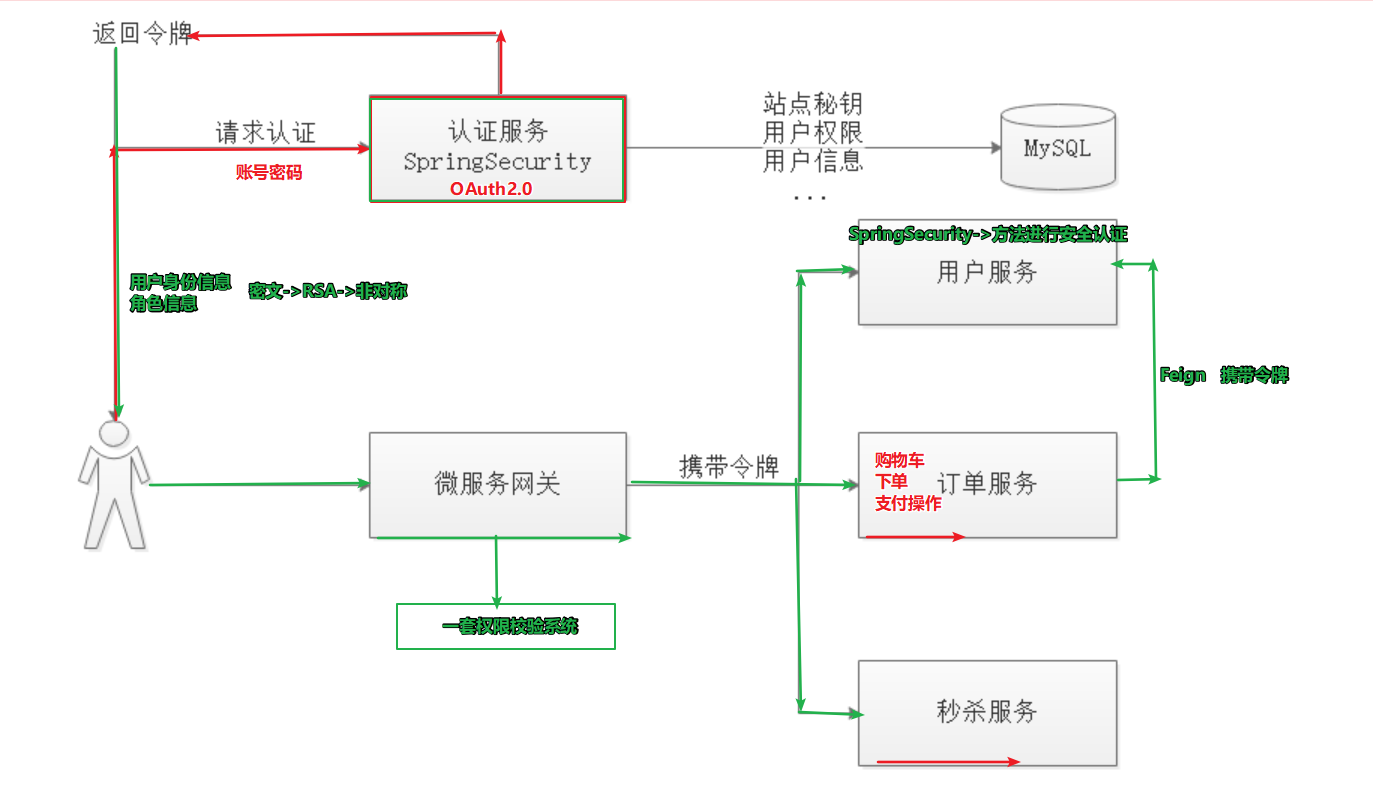 返回令牌
请求认证
账号密码
认证服务
SpringSecurity
OAuth2.0
站点秘钥
用户权限
用户信息
...
MySQL
SpringSecurity->方法进行安全认证
用户服务
用户身份信息
角色信息
密文->RSA->非对称
Feign 携带令牌
微服务网关
携带令牌
购物车
下单
支付操作
订单服务
一套权限校验系统
秒杀服务